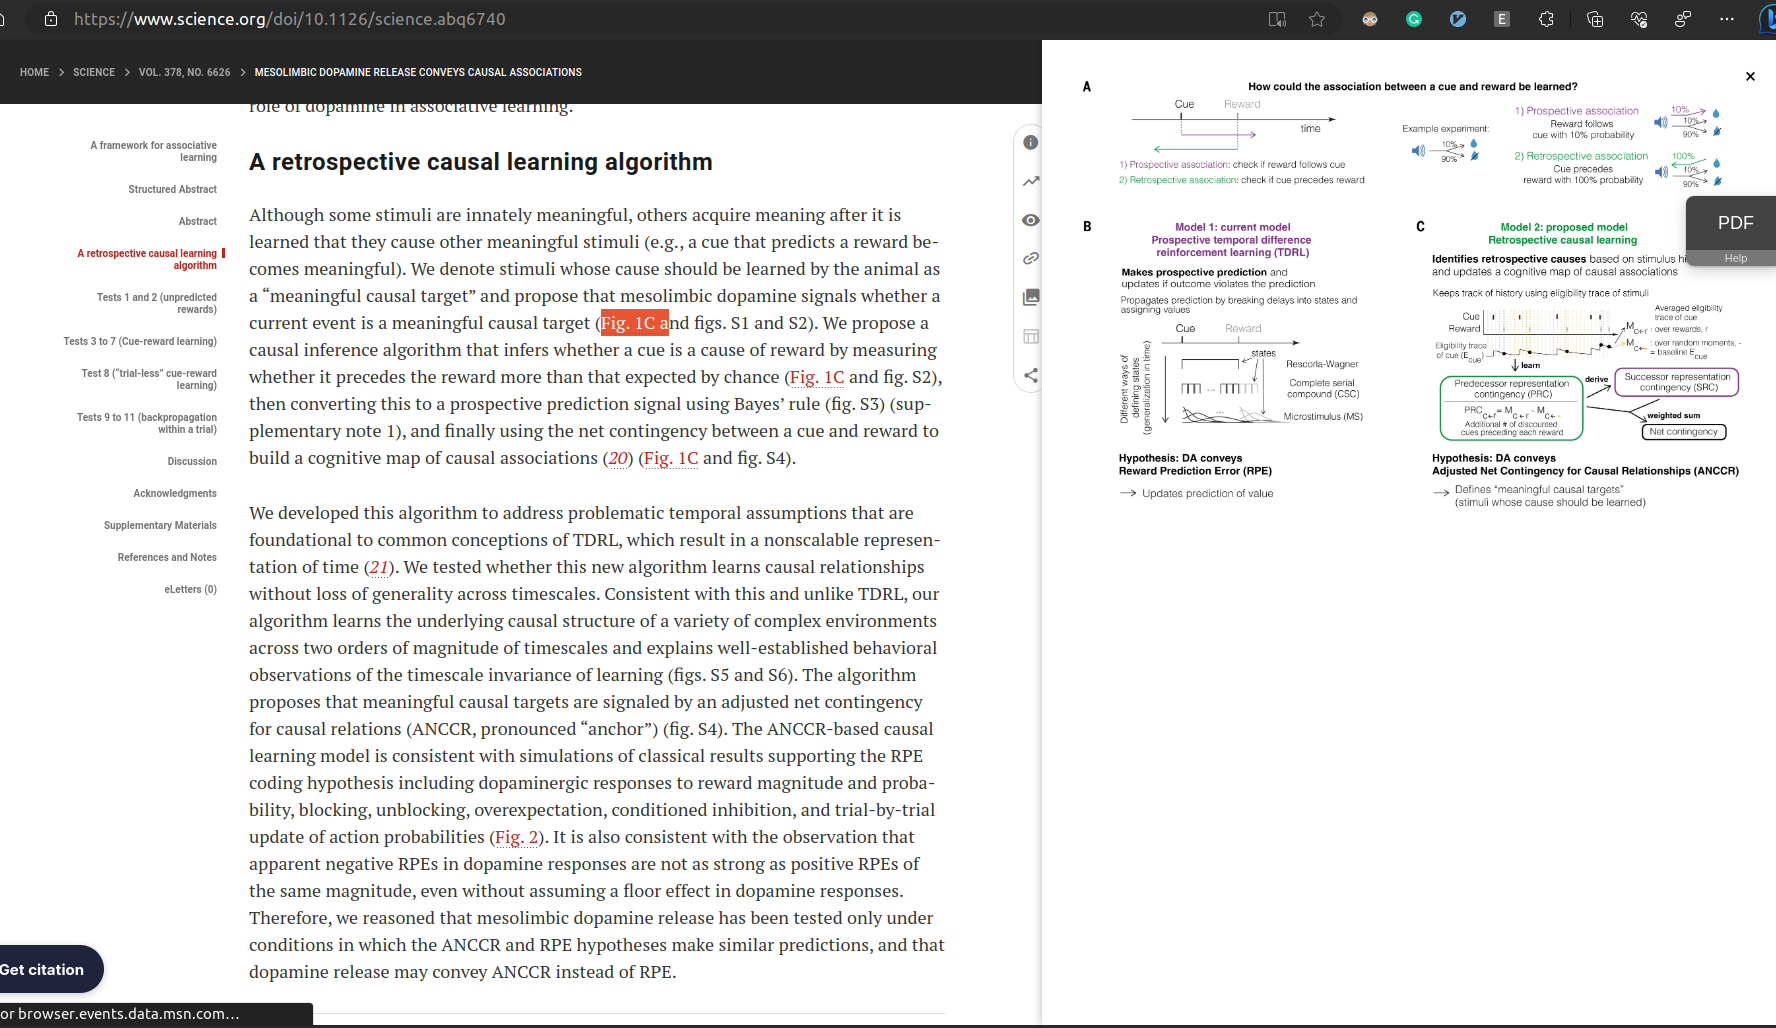 https://www.science.org/doi/10.1126/science.abq6740
HOME > SCIENCE > VOL. 378, NO. 6626 > MESOLIMBIC DOPAMINE RELEASE CONVEYS CAUSAL ASSOCIATIONS
role of dopamine in associative learning.
A framework for associative
learning
Structured Abstract
Abstract
A retrospective causal learning
algorithm
Tests 1 and 2 (unpredicted
rewards)
Tests 3 to 7 (Cue-reward learning)
Test 8 (“trial-less” cue-reward
learning)
Tests 9 to 11 (backpropagation
within a trial)
Discussion
Acknowledgments
Supplementary Materials
References and Notes
eLetters (0)
A retrospective causal learning algorithm
Although some stimuli are innately meaningful, others acquire meaning after it is
learned that they cause other meaningful stimuli (e.g., a cue that predicts a reward be-
comes meaningful). We denote stimuli whose cause should be learned by the animal as
a “meaningful causal target” and propose that mesolimbic dopamine signals whether a
current event is a meaningful causal target (Fig. 1C and figs. S1 and S2). We propose a
causal inference algorithm that infers whether a cue is a cause of reward by measuring
whether it precedes the reward more than that expected by chance (Fig. 1C and fig. S2),
then converting this to a prospective prediction signal using Bayes’ rule (fig. S3) (sup-
plementary note 1), and finally using the net contingency between a cue and reward to
build a cognitive map of causal associations (20) (Fig. 1C and fig. S4).
We developed this algorithm to address problematic temporal assumptions that are
foundational to common conceptions of TDRL, which result in a nonscalable represen-
tation of time (21). We tested whether this new algorithm learns causal relationships
without loss of generality across timescales. Consistent with this and unlike TDRL, our
algorithm learns the underlying causal structure of a variety of complex environments
across two orders of magnitude of timescales and explains well-established behavioral
observations of the timescale invariance of learning (figs. S5 and S6). The algorithm
proposes that meaningful causal targets are signaled by an adjusted net contingency
for causal relations (ANCCR, pronounced “anchor”) (fig. S4). The ANCCR-based causal
learning model is consistent with simulations of classical results supporting the RPE
coding hypothesis including dopaminergic responses to reward magnitude and proba-
bility, blocking, unblocking, overexpectation, conditioned inhibition, and trial-by-trial
update of action probabilities (Fig. 2). It is also consistent with the observation that
apparent negative RPEs in dopamine responses are not as strong as positive RPEs of
the same magnitude, even without assuming a floor effect in dopamine responses.
Therefore, we reasoned that mesolimbic dopamine release has been tested only under
conditions in which the ANCCR and RPE hypotheses make similar predictions, and that
dopamine release may convey ANCCR instead of RPE.
Get citation
or browser.events.data.msn.com...
A
How could the association between a cue and reward be learned?
Cue Reward
time
1) Prospective association: check if reward follows cue
2) Retrospective association: check if cue precedes reward
Example experiment:
10%
90%
1) Prospective association
Reward follows
cue with 10% probability
10%
10%
90%
2) Retrospective association
Cue precedes
reward with 100% probability
100%
10%
90%
PDF
Help
B
Model 1: current model
Prospective temporal difference
reinforcement learning (TDRL)
Makes prospective prediction and
updates if outcome violates the prediction
Propagates prediction by breaking delays into states and
assigning values
Cue Reward
states
Different ways of
defining states
(generalization in time)
Rescorla-Wagner
Complete serial
compound (CSC)
Microstimulus (MS)
Hypothesis: DA conveys
Reward Prediction Error (RPE)
→ Updates prediction of value
C
Model 2: proposed model
Retrospective causal learning
Identifies retrospective causes based on stimulus hi
and updates a cognitive map of causal associations
Keeps track of history using eligibility trace of stimuli
Cue
Reward
Eligibility trace
of cue (Ecue)
Averaged eligibility
trace of cue
Mc←r : over rewards, r
Mc← : over random moments, -
= baseline Ecue
learn
Predecessor representation
contingency (PRC)
PRCc←r = Mc←r - Mc←-
Additional # of discounted
cues preceding each reward
derive
Successor representation
contingency (SRC)
weighted sum
Net contingency
Hypothesis: DA conveys
Adjusted Net Contingency for Causal Relationships (ANCCR)
→ Defines “meaningful causal targets”
(stimuli whose cause should be learned)